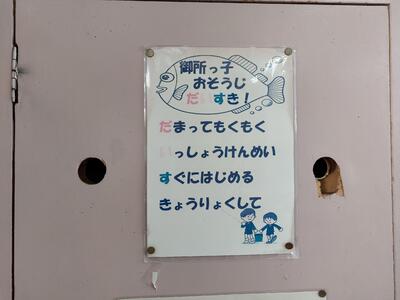 御所っ子
おそうじ
だいすき!
だまってもくもく
いっしょうけんめい
すぐにはじめる
きょうりょくして